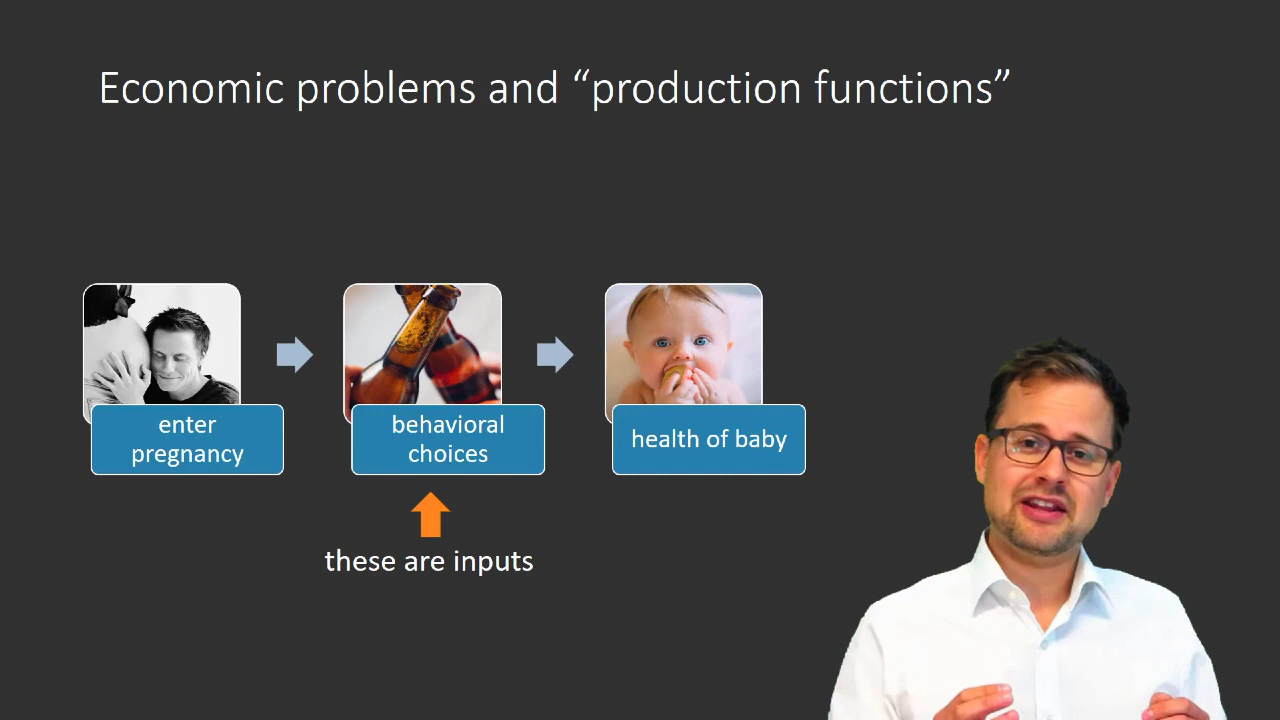 Economic problems and “production functions”
enter
pregnancy
behavioral
choices
health of baby
these are inputs